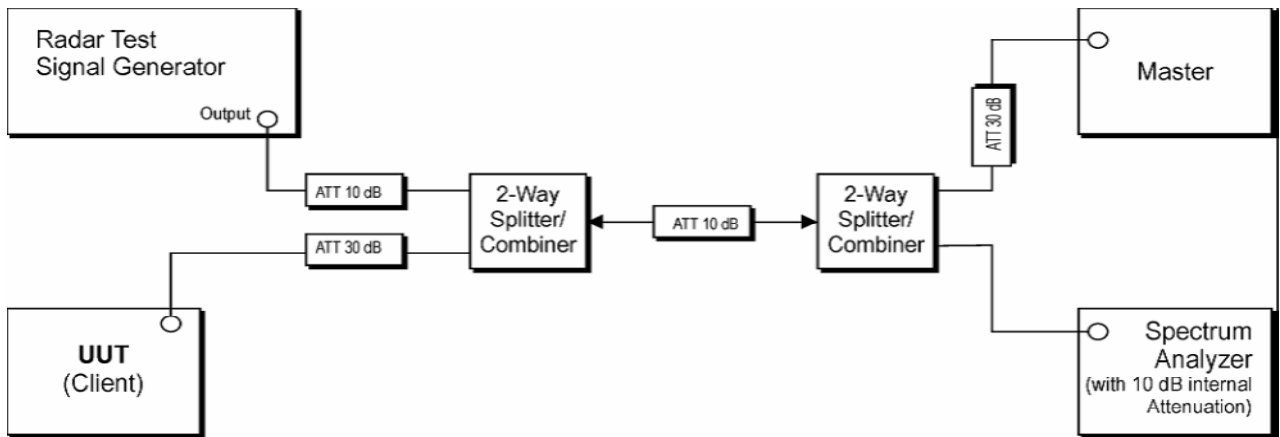 Radar Test
Signal Generator
Output
ATT 10 dB
ATT 30 dB
UUT
(Client)
2-Way
Splitter/
Combiner
ATT 10 dB
2-Way
Splitter/
Combiner
ATT 30 dB
Master
Spectrum
Analyzer
(with 10 dB internal
Attenuation)